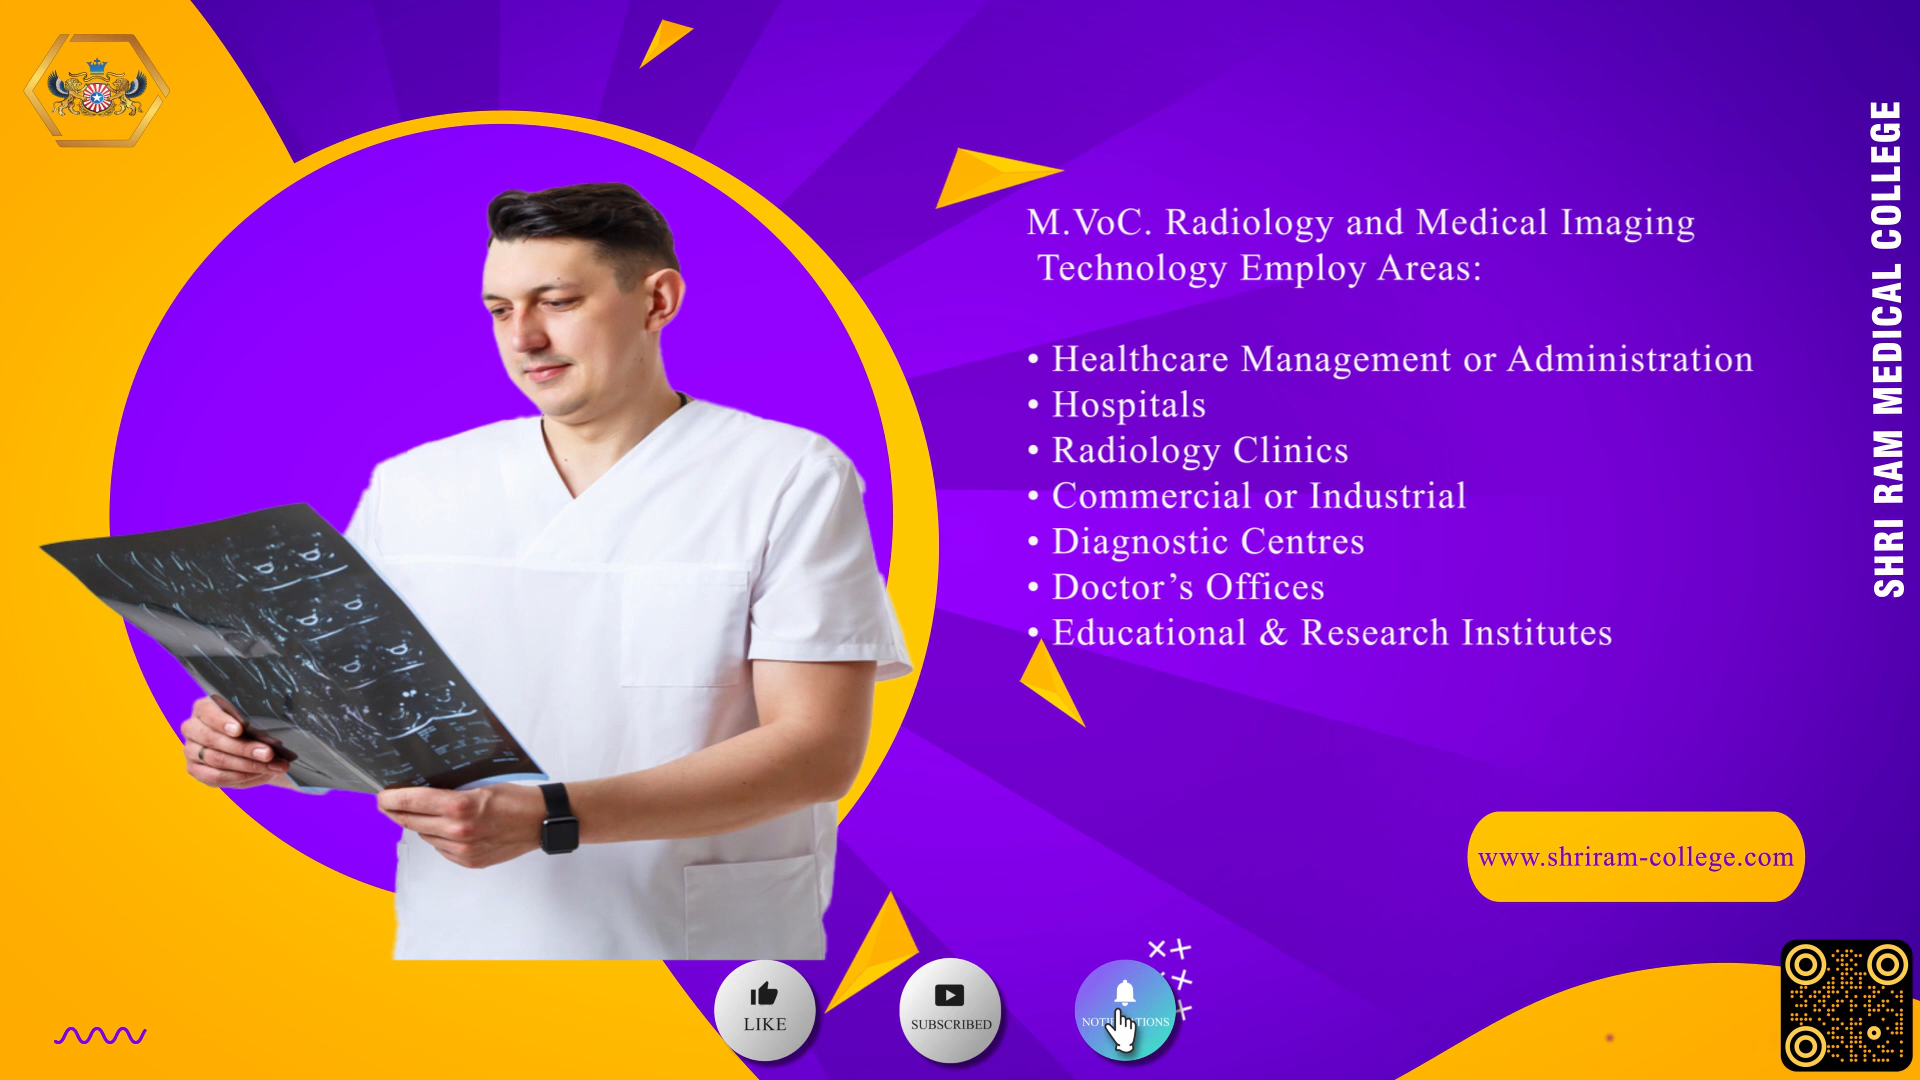 M.VoC. Radiology and Medical Imaging
Technology Employ Areas:
• Healthcare Management or Administration
• Hospitals
• Radiology Clinics
• Commercial or Industrial
• Diagnostic Centres
• Doctor’s Offices
• Educational & Research Institutes
SHRI RAM MEDICAL COLLEGE
www.shriram-college.com
LIKE
SUBSCRIBED
NOTIFICATIONS